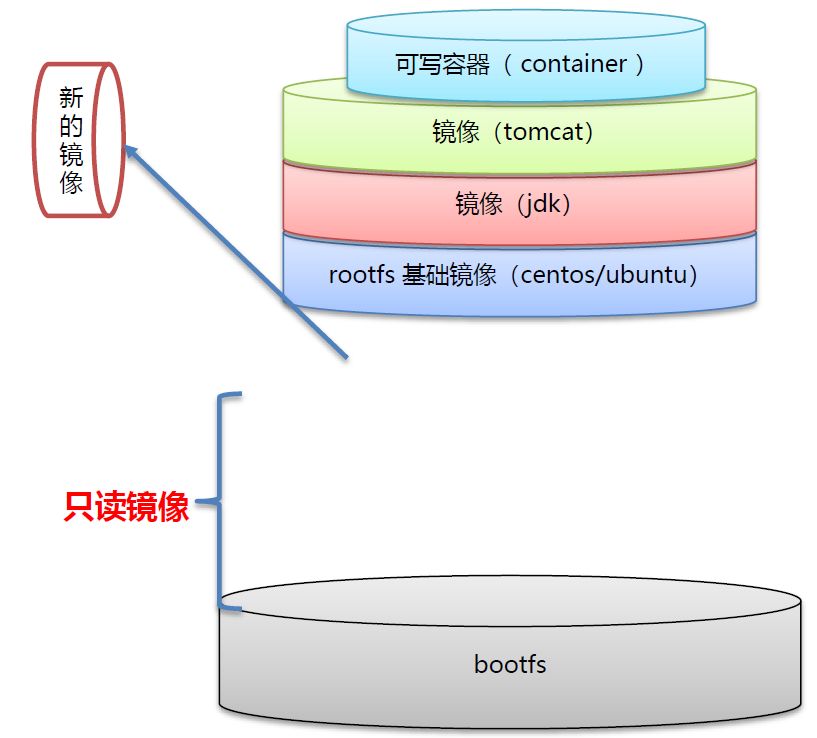 可写容器（ container ）
新的镜像
镜像（tomcat）
镜像（jdk）
rootfs 基础镜像（centos/ubuntu）
只读镜像
bootfs